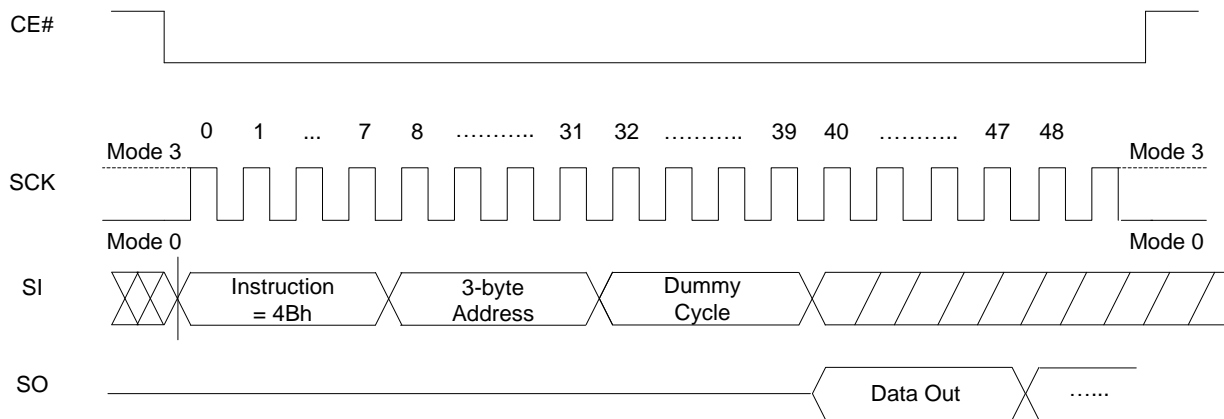 CE#
0 1 ... 7 8 ……….. 31 32 ……….. 39 40 ……….. 47 48
Mode 3 Mode 3
SCK
Mode 0 Mode 0
SI
Instruction = 4Bh
3-byte Address
Dummy Cycle
SO
Data Out …...